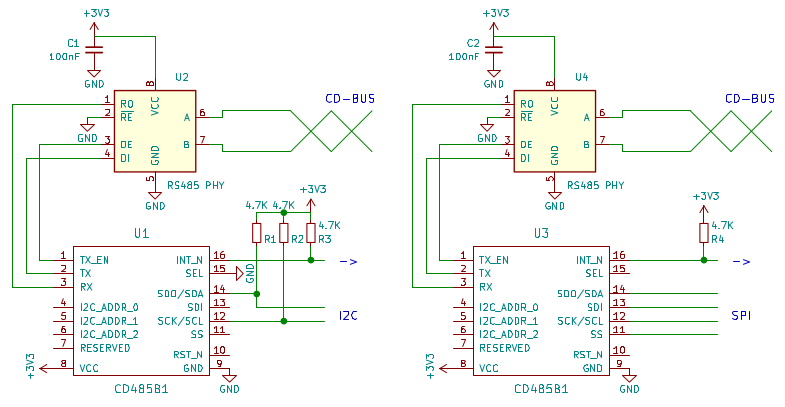 +3V3
C1
100nF
GND
U2
8
VCC
1
RO
2
RE
GND
3
DE
4
DI
A
6
B
7
GND
5
GND
RS485 PHY
CD-BUS
+3V3
4.7K
4.7K
4.7K
R1
R2
R3
U1
1
TX_EN
2
TX
3
RX
4
I2C_ADDR_0
5
I2C_ADDR_1
6
I2C_ADDR_2
7
RESERVED
+3V3
8
VCC
INT_N
16
->
SEL
15
GND
SDO/SDA
14
SDI
13
SCK/SCL
12
I2C
SS
11
RST_N
10
GND
9
GND
CD485B1
+3V3
C2
100nF
GND
U4
8
VCC
1
RO
2
RE
GND
3
DE
4
DI
A
6
B
7
GND
5
GND
RS485 PHY
CD-BUS
+3V3
4.7K
R4
U3
1
TX_EN
2
TX
3
RX
4
I2C_ADDR_0
5
I2C_ADDR_1
6
I2C_ADDR_2
7
RESERVED
+3V3
8
VCC
INT_N
16
->
SEL
15
SDO/SDA
14
SDI
13
SCK/SCL
12
SPI
SS
11
RST_N
10
GND
9
GND
CD485B1